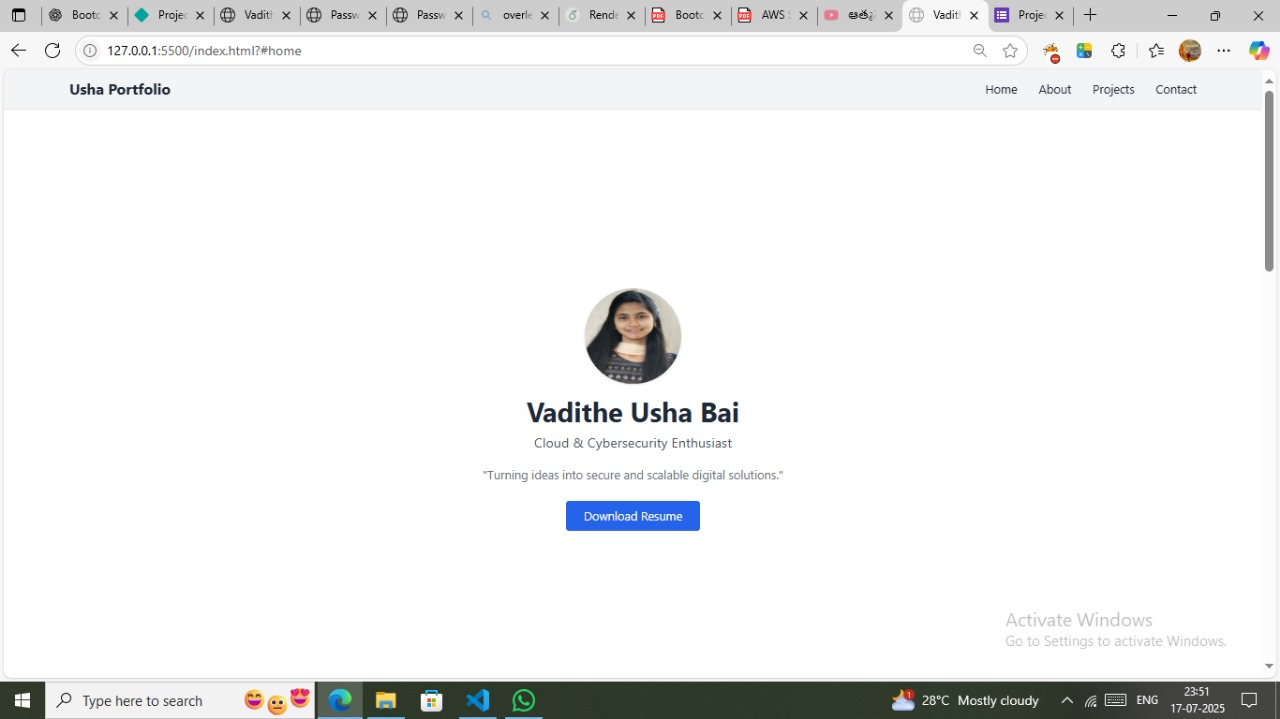 Bootc
Projec
Vadith
Passw
Passw
overle
Rende
Bootc
AWS S
Vadith
Projec
127.0.0.1:5500/index.html?#home
Usha Portfolio
Home About Projects Contact
Vadithe Usha Bai
Cloud & Cybersecurity Enthusiast
"Turning ideas into secure and scalable digital solutions."
Download Resume
Activate Windows
Go to Settings to activate Windows.
Type here to search
1
28°C Mostly cloudy
ENG
23:51
17-07-2025